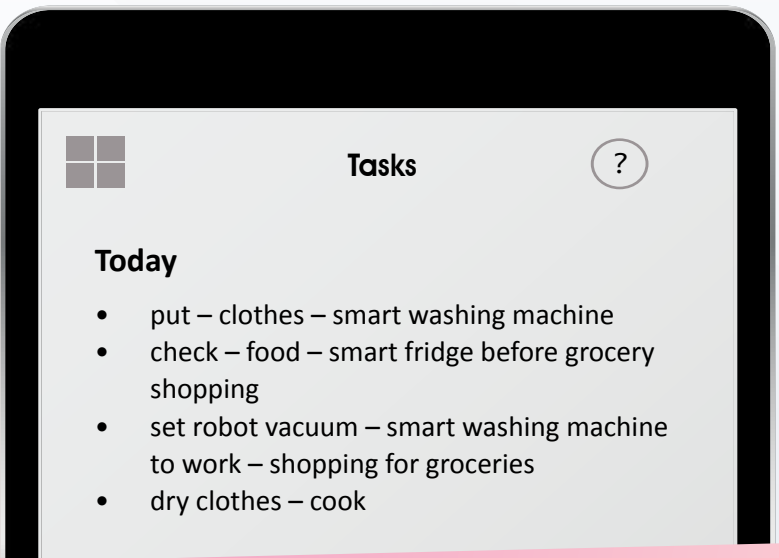 Tasks
?
Today
• put – clothes – smart washing machine
• check – food – smart fridge before grocery
shopping
• set robot vacuum – smart washing machine
to work – shopping for groceries
• dry clothes – cook